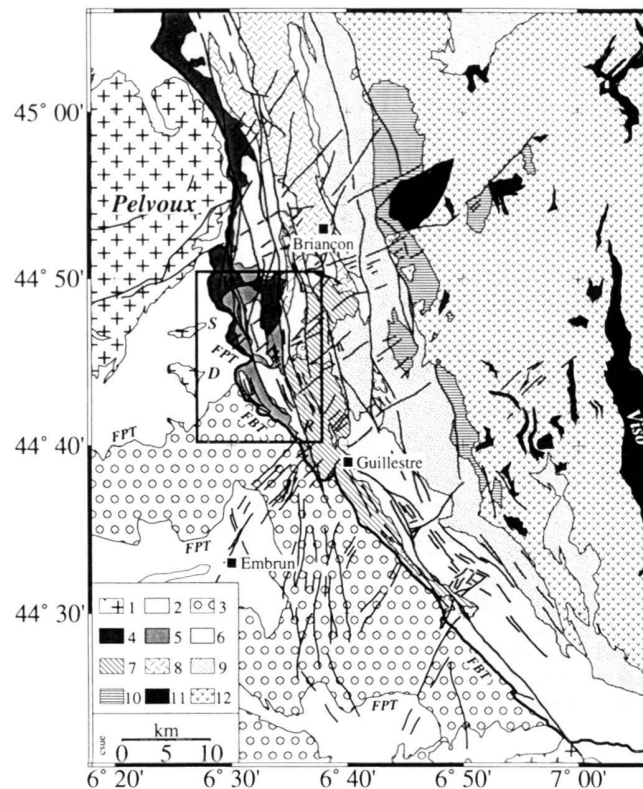 45° 00'
Pelvoux
Briançon
44° 50'
S
FPT
D
FBT
R
Viso
44° 40'
FPT
Guillestre
FPT
Embrun
44° 30'
1 2 3
4 5 6
7 8 9
10 11 12
FBT
FPT
km
0 5 10
csue
6° 20' 6° 30' 6° 40' 6° 50' 7° 00'